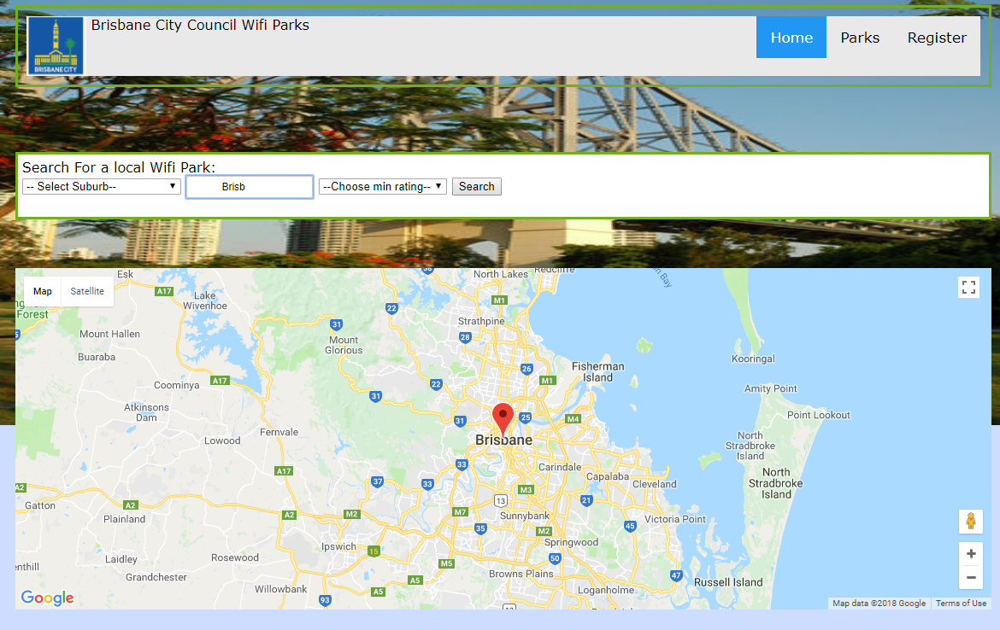 Brisbane City Council Wifi Parks
BRISBANE CITY
Home
Parks
Register
Search For a local Wifi Park:
-- Select Suburb--
Brisb
--Choose min rating--
Search
Map
Satellite
Esk
A17
Lake
Wivenhoe
North Lakes
Redcliffe
Bay
Forest
M1
22
31
Strathpine
28
Mount Hallen
Mount
Glorious
Buaraba
Kooringal
26
Fisherman
Island
M1
A17
Coominya
22
31
Amity Point
Atkinsons
Dam
31
25
M4
Point Lookout
Fernvale
Lowood
Brisbane
North
Stradbroke
Island
A17
33
Carindale
Capalaba
Cleveland
North
Stradbroke
Island
37
33
M3
A2
Gatton
A2
13
21
Plainland
A2
M2
M7
Sunnybank
Victoria Point
35
M2
45
Ipswich
15
Springwood
Laidley
Rosewood
M5
50
enthill
Grandchester
A5
Browns Plains
47
Russell Island
Willowbank
A5
Loganholme
93
13
Google
Map data ©2018 Google
Terms of Use